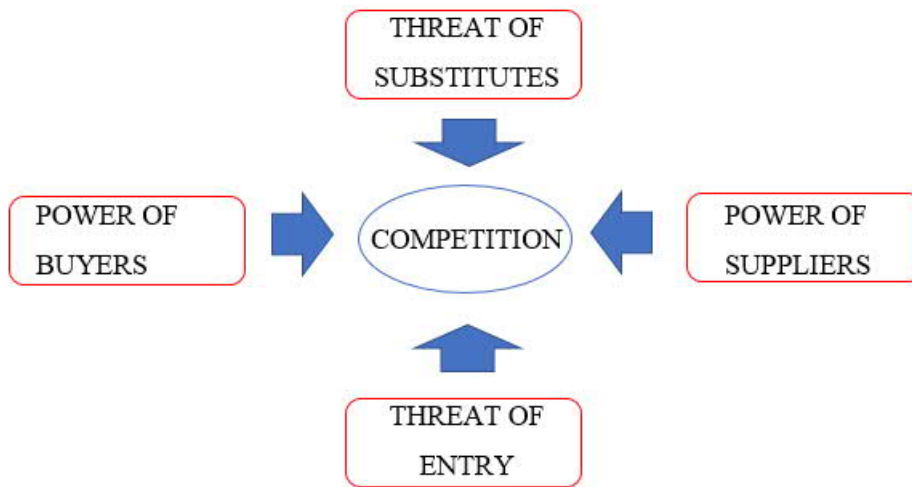 THREAT OF
SUBSTITUTES
POWER OF
BUYERS
COMPETITION
POWER OF
SUPPLIERS
THREAT OF
ENTRY